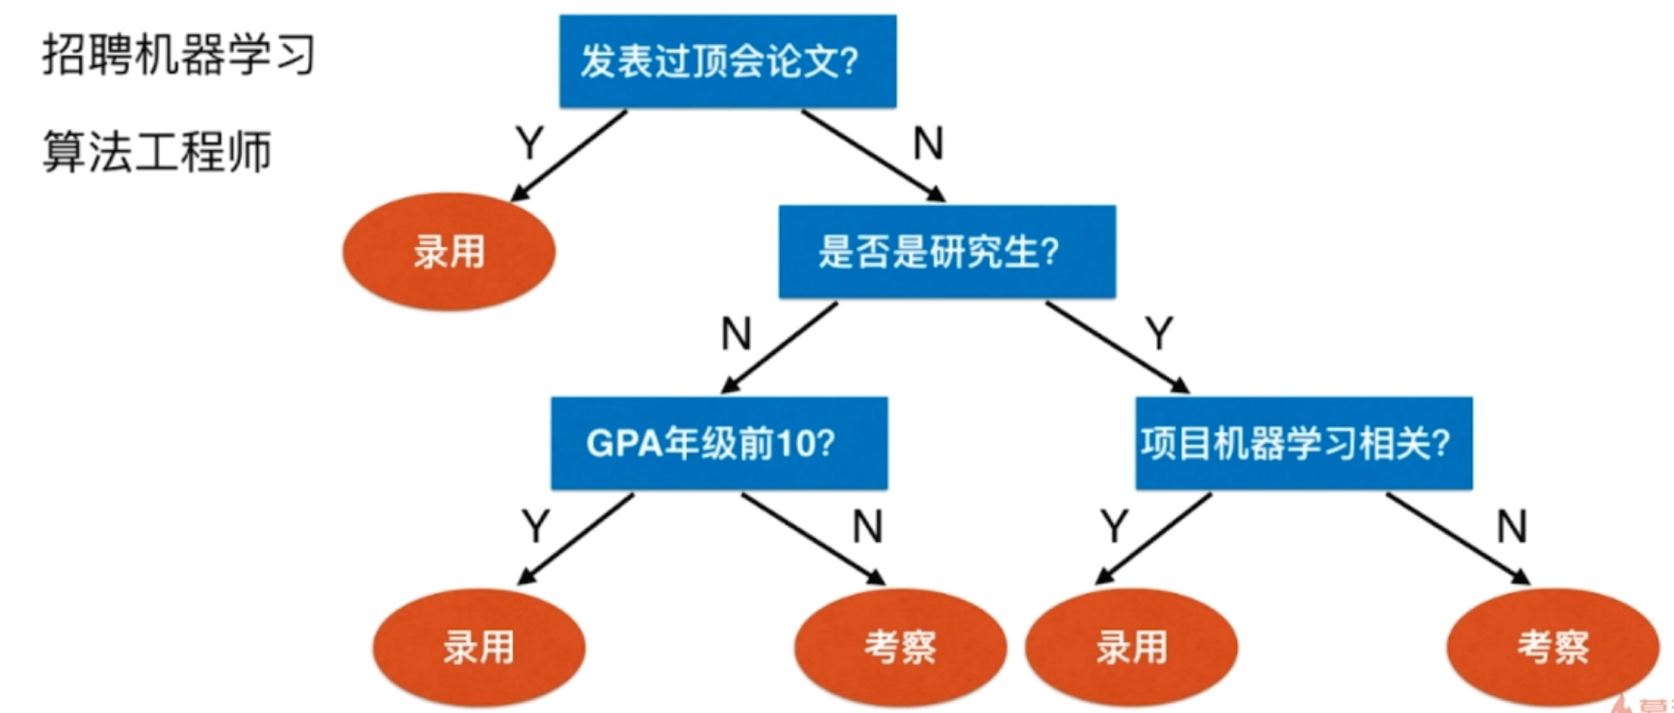 招聘机器学习
算法工程师
发表过顶会论文?
Y
N
录用
是否是研究生?
N
Y
GPA年级前10?
项目机器学习相关?
Y
N
Y
N
录用
考察
录用
考察